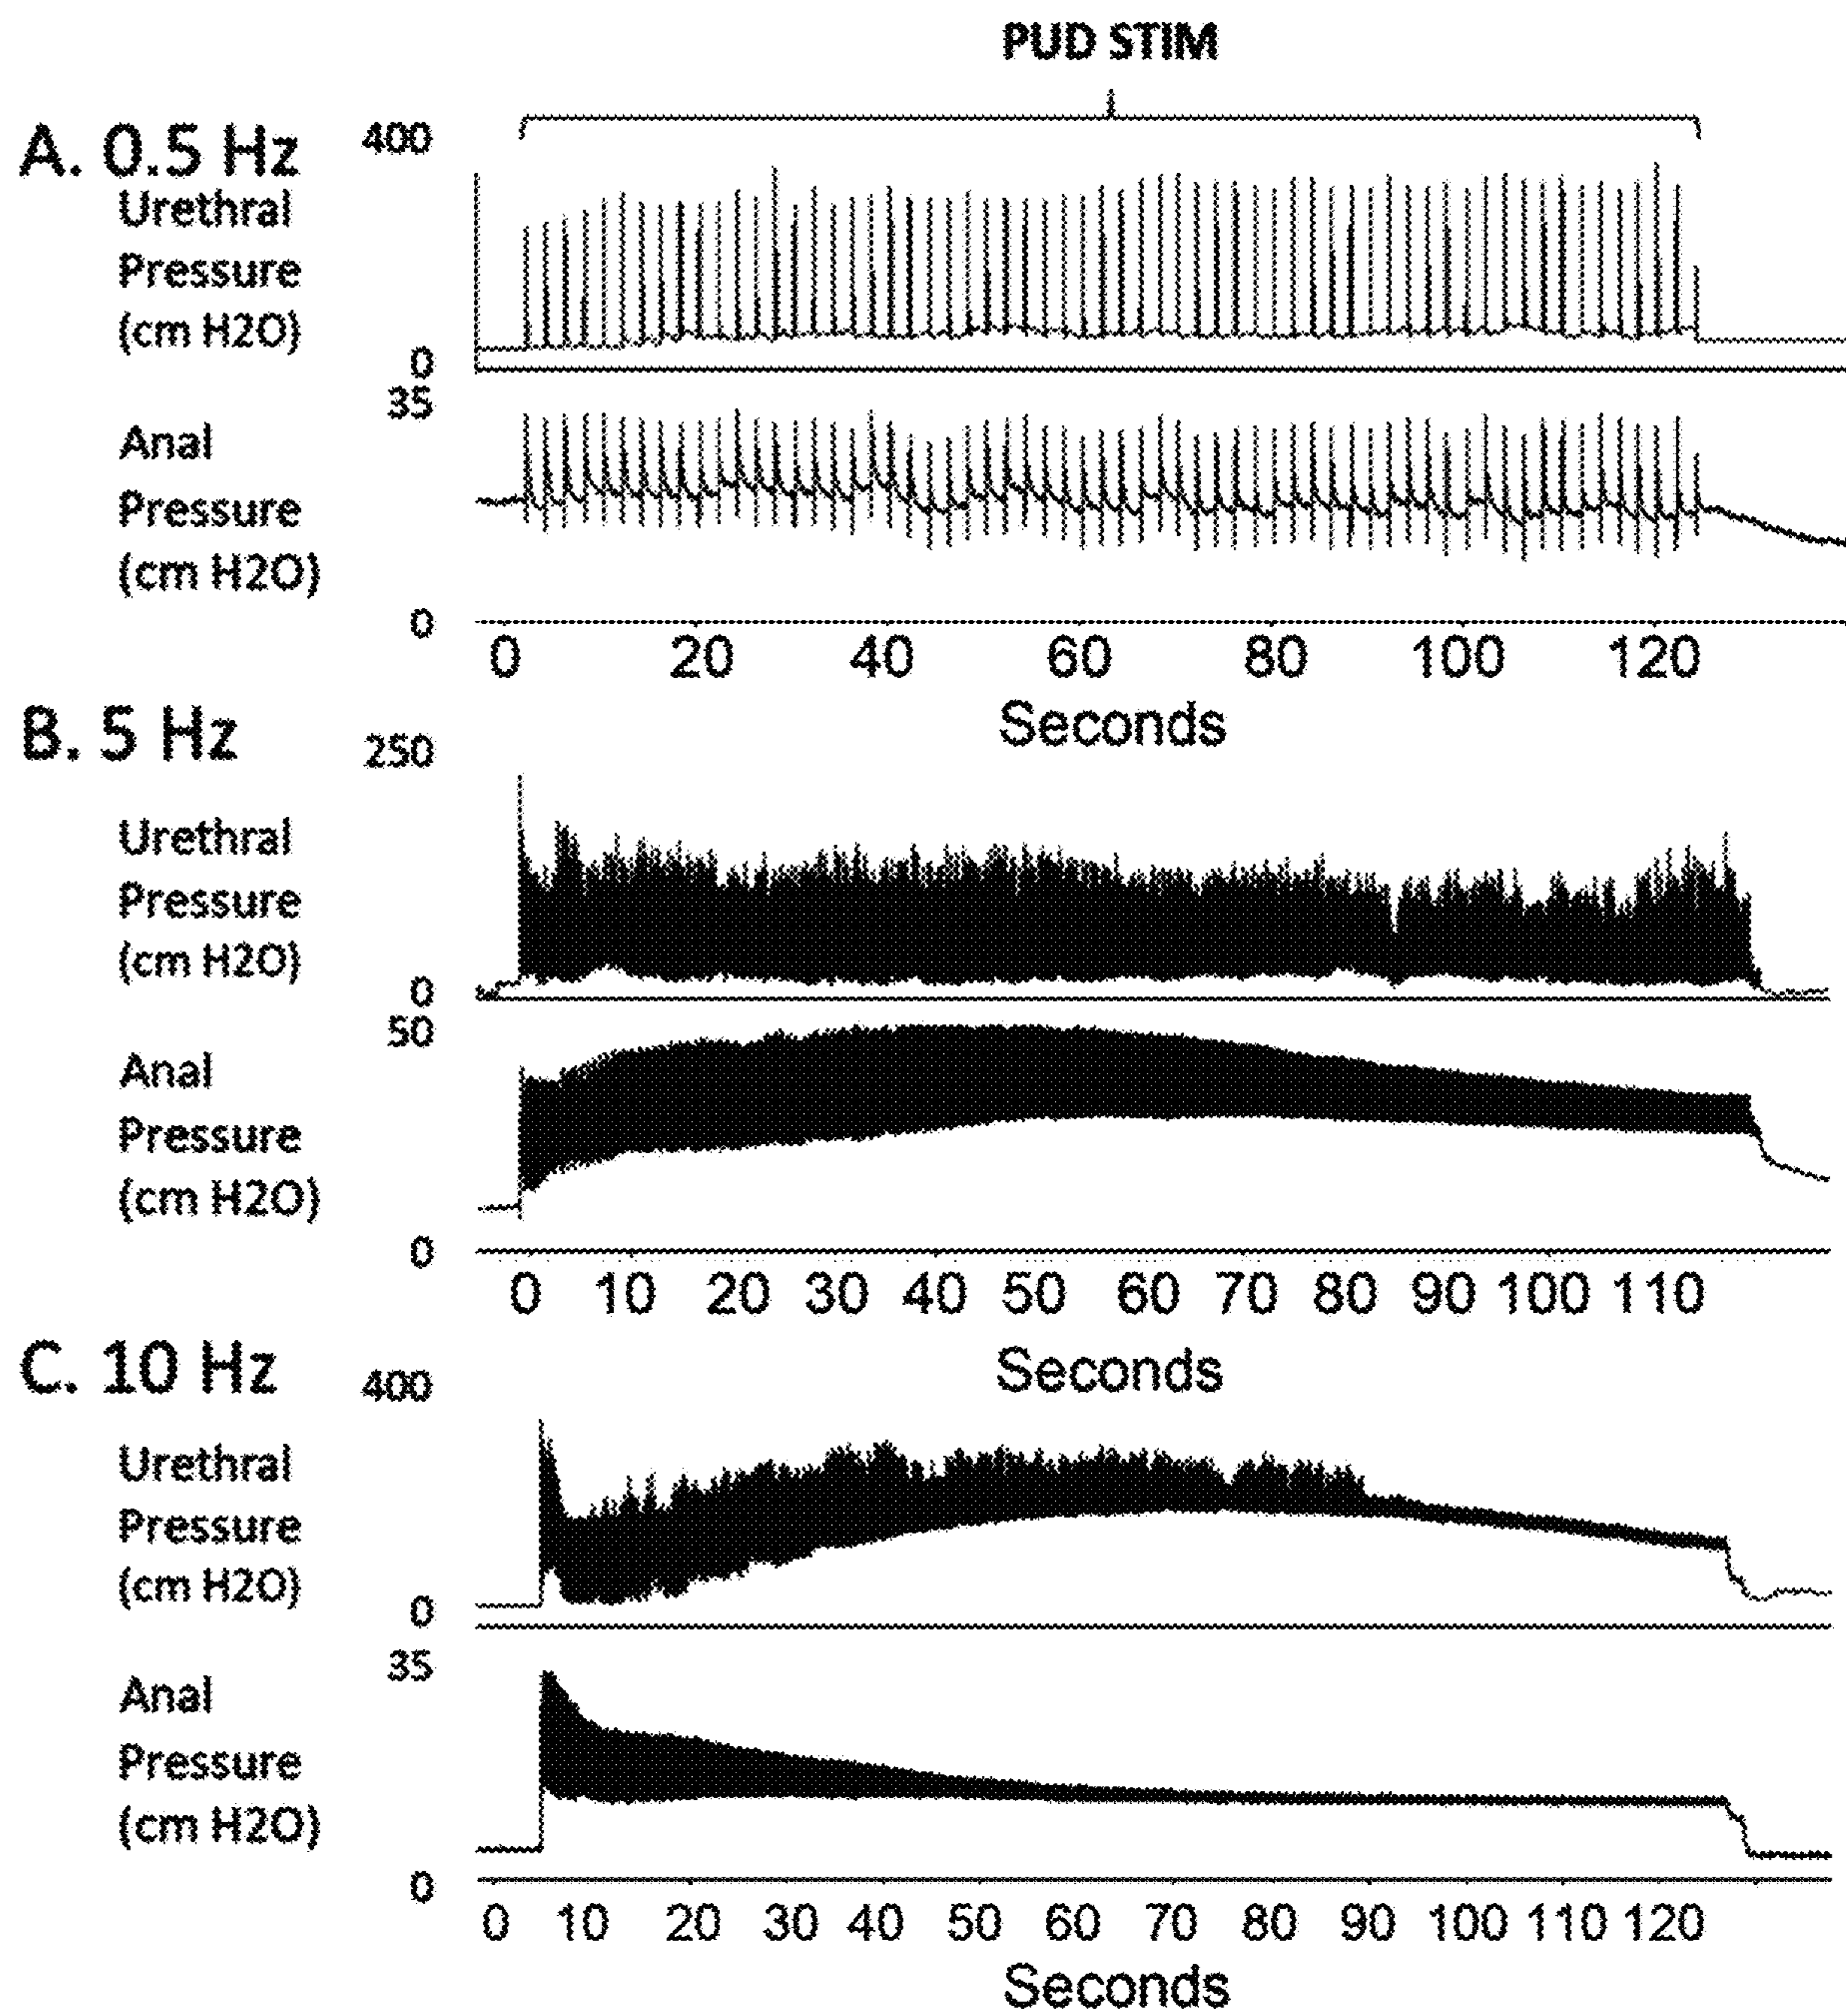 PUD STIM
A. 0.5 Hz
400
Urethral
Pressure
(cm H2O)
0
35
Anal
Pressure
(cm H2O)
0
0 20 40 60 80 100 120
Seconds
B. 5 Hz
250
Urethral
Pressure
(cm H2O)
0
50
Anal
Pressure
(cm H2O)
0
0 10 20 30 40 50 60 70 80 90 100 110
Seconds
C. 10 Hz
400
Urethral
Pressure
(cm H2O)
0
35
Anal
Pressure
(cm H2O)
0
0 10 20 30 40 50 60 70 80 90 100 110 120
Seconds